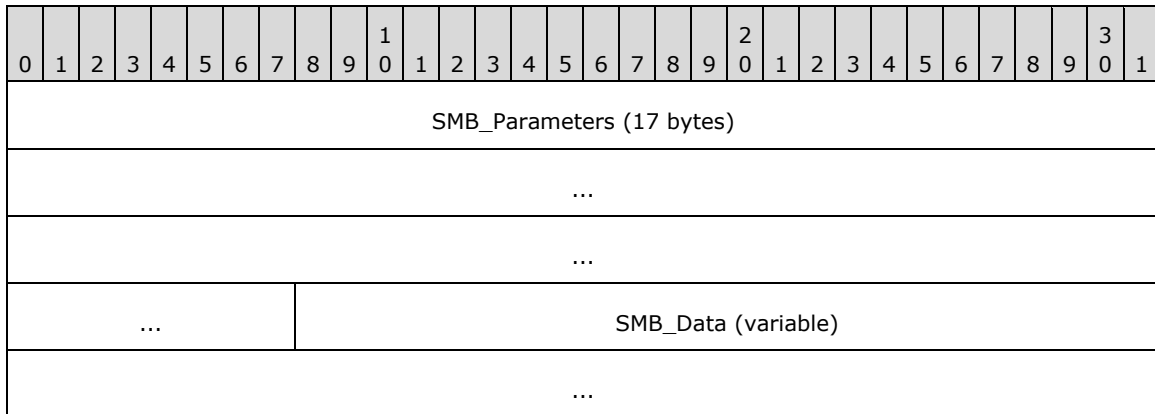 1 2 3
0 1 2 3 4 5 6 7 8 9 0 1 2 3 4 5 6 7 8 9 0 1 2 3 4 5 6 7 8 9 0 1
SMB_Parameters (17 bytes)
...
...
... SMB_Data (variable)
...